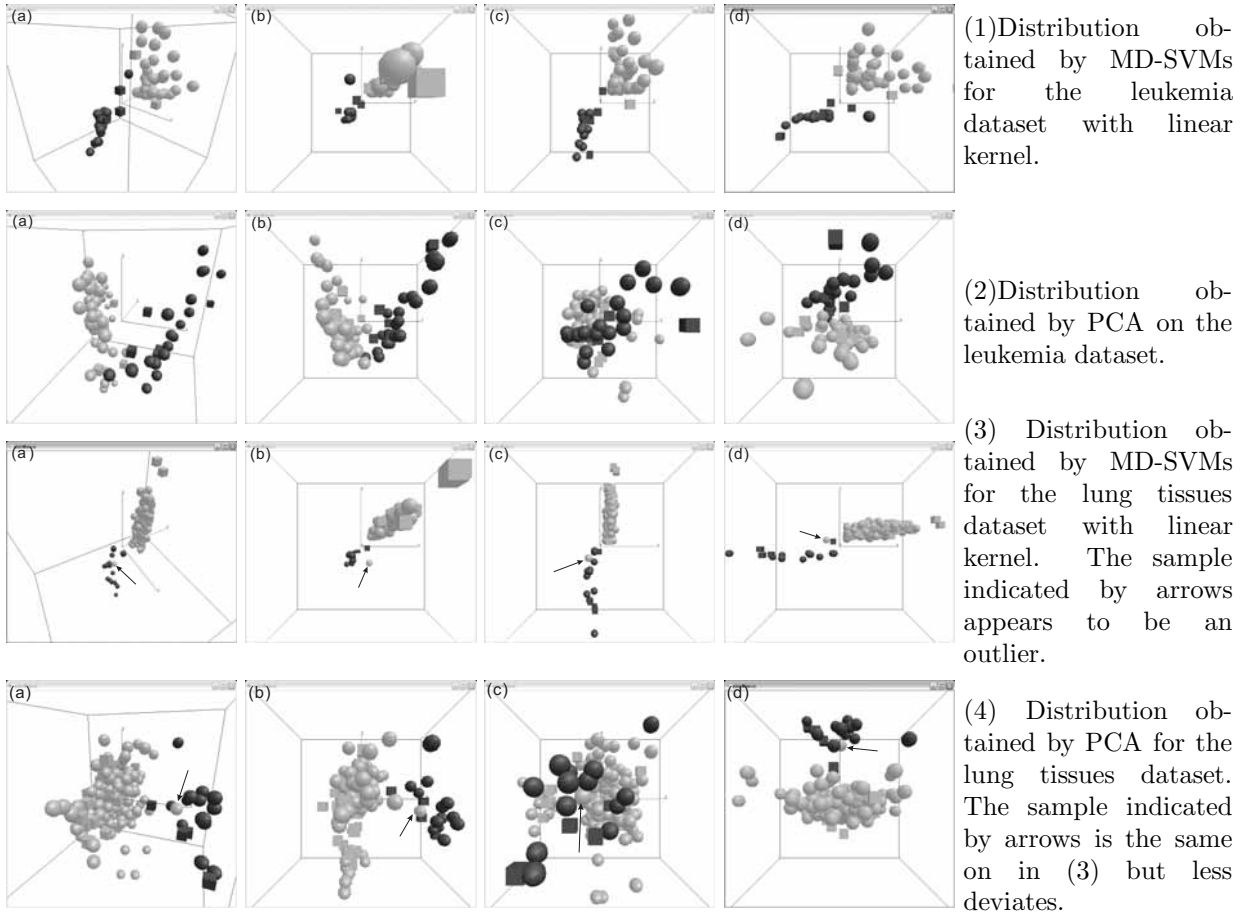 (a) (b) (c) (d)
(1)Distribution ob-
tained by MD-SVMs
for the leukemia
dataset with linear
kernel.
(a) (b) (c) (d)
(2)Distribution ob-
tained by PCA on the
leukemia dataset.
(a) (b) (c) (d)
(3) Distribution ob-
tained by MD-SVMs
for the lung tissues
dataset with linear
kernel. The sample
indicated by arrows
appears to be an
outlier.
(a) (b) (c) (d)
(4) Distribution ob-
tained by PCA for the
lung tissues dataset.
The sample indicated
by arrows is the same
on in (3) but less
deviates.